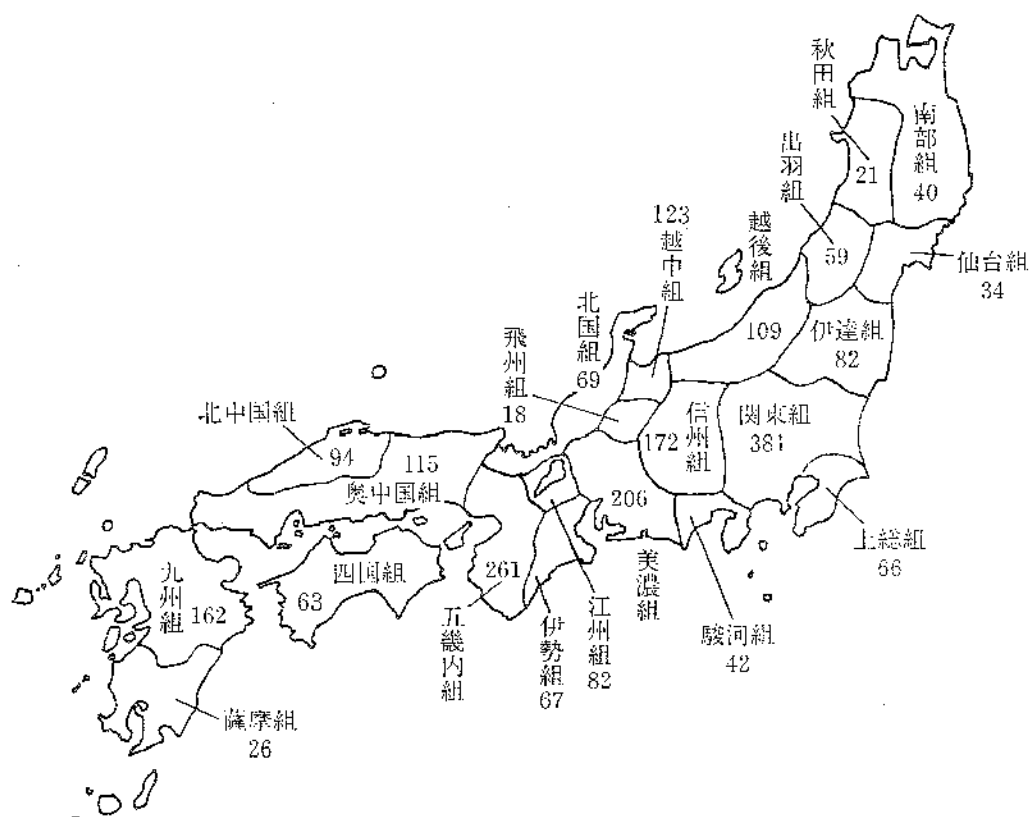 秋田組
21
南部組
40
出羽組
59
仙台組
34
123
越中組
越後組
109
伊達組
82
北国組
69
飛州組
18
信州組
172
関東組
381
上総組
66
北中国組
94
115
奥中国組
206
美濃組
駿河組
42
九州組
162
四国組
63
261
五畿内組
伊勢組
67
江州組
82
薩摩組
26